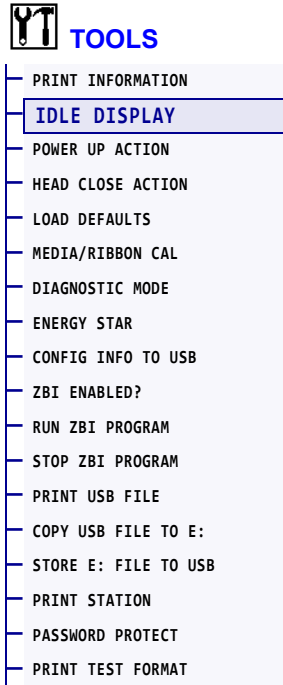 TOOLS
PRINT INFORMATION
IDLE DISPLAY
POWER UP ACTION
HEAD CLOSE ACTION
LOAD DEFAULTS
MEDIA/RIBBON CAL
DIAGNOSTIC MODE
ENERGY STAR
CONFIG INFO TO USB
ZBI ENABLED?
RUN ZBI PROGRAM
STOP ZBI PROGRAM
PRINT USB FILE
COPY USB FILE TO E:
STORE E: FILE TO USB
PRINT STATION
PASSWORD PROTECT
PRINT TEST FORMAT